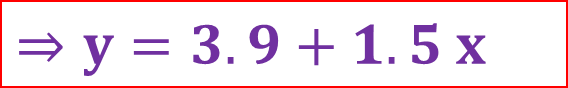 ⇒ y = 3.9 + 1.5 x